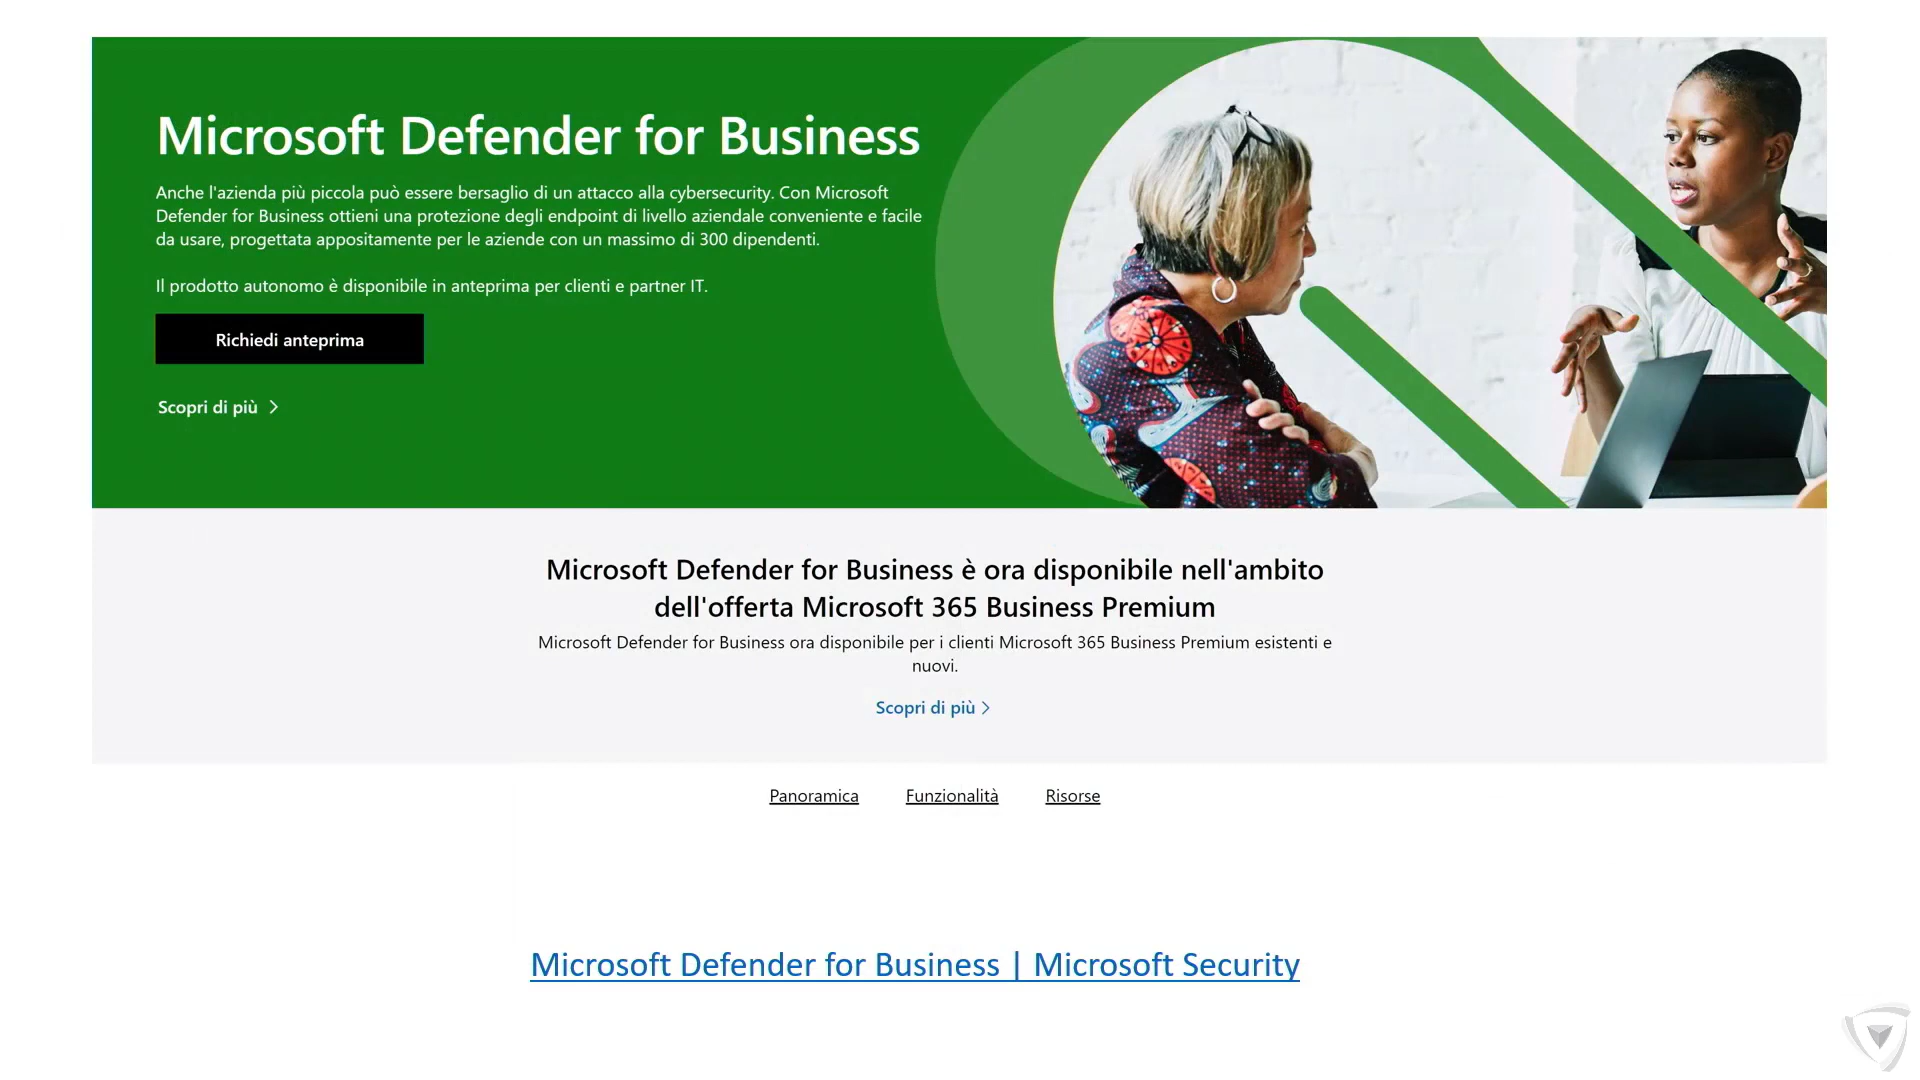 Microsoft Defender for Business
Anche l'azienda più piccola può essere bersaglio di un attacco alla cybersecurity. Con Microsoft
Defender for Business ottieni una protezione degli endpoint di livello aziendale conveniente e facile
da usare, progettata appositamente per le aziende con un massimo di 300 dipendenti.
Il prodotto autonomo è disponibile in anteprima per clienti e partner IT.
Richiedi anteprima
Scopri di più
Microsoft Defender for Business è ora disponibile nell'ambito
dell'offerta Microsoft 365 Business Premium
Microsoft Defender for Business ora disponibile per i clienti Microsoft 365 Business Premium esistenti e
nuovi.
Scopri di più
Panoramica Funzionalità Risorse
Microsoft Defender for Business | Microsoft Security